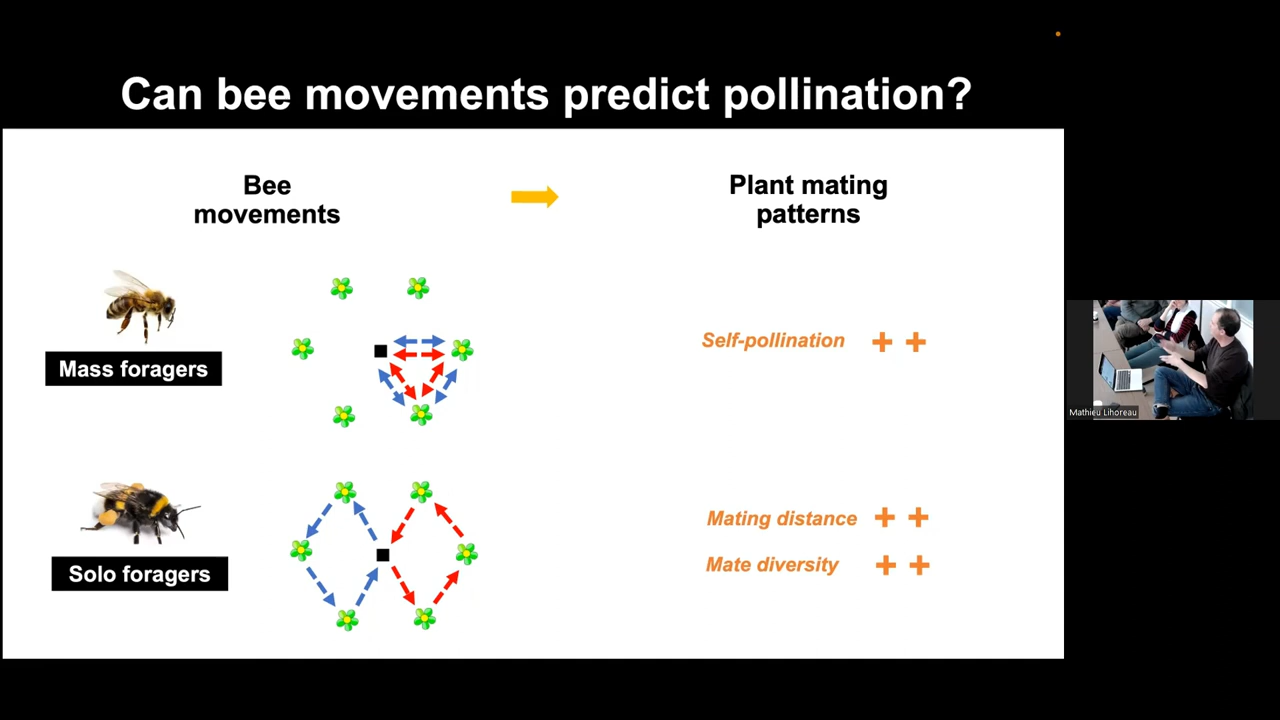 Can bee movements predict pollination?
Bee
movements
Plant mating
patterns
Mass foragers
Self-pollination + +
Mathieu Lihoreau
Solo foragers
Mating distance + +
Mate diversity + +